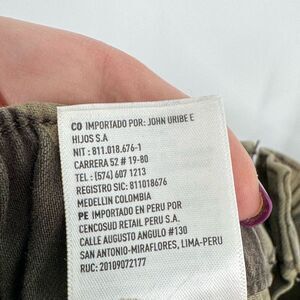 CO IMPORTADO POR: JOHN URIBE E
HIJOS S.A
NIT : 811.018.676-1
CARRERA 52 # 19-80
TEL : (574) 607 1213
REGISTRO SIC: 811018676
MEDELLIN COLOMBIA
PE IMPORTADO EN PERU POR
CENCOSUD RETAIL PERU S.A.
CALLE AUGUSTO ANGULO #130
SAN ANTONIO-MIRAFLORES, LIMA-PERU
RUC: 20109072177